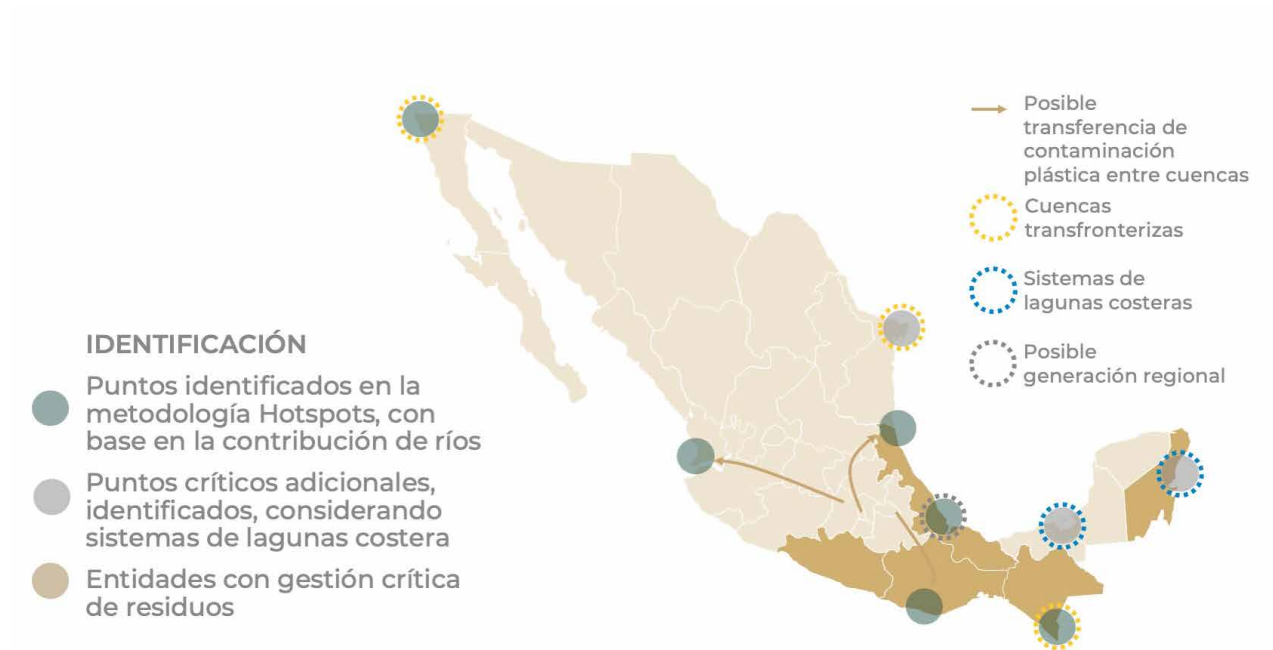 IDENTIFICACIÓN
Puntos identificados en la
metodología Hotspots, con
base en la contribución de ríos
Puntos críticos adicionales,
identificados, considerando
sistemas de lagunas costera
Entidades con gestión crítica
de residuos
Posible
transferencia de
contaminación
plástica entre cuencas
Cuencas
transfronterizas
Sistemas de
lagunas costeras
Posible
generación regional